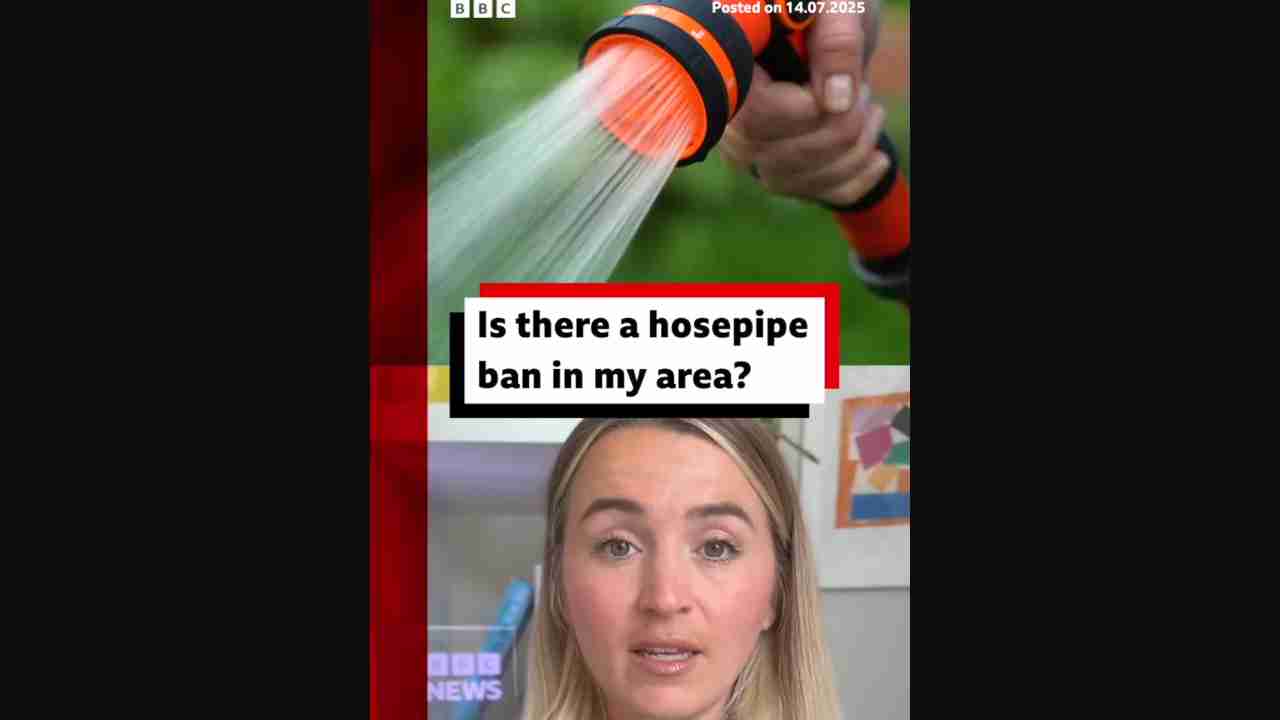 BBC
Posted on 14.07.2025
Is there a hosepipe
ban in my area?
BBC
NEWS